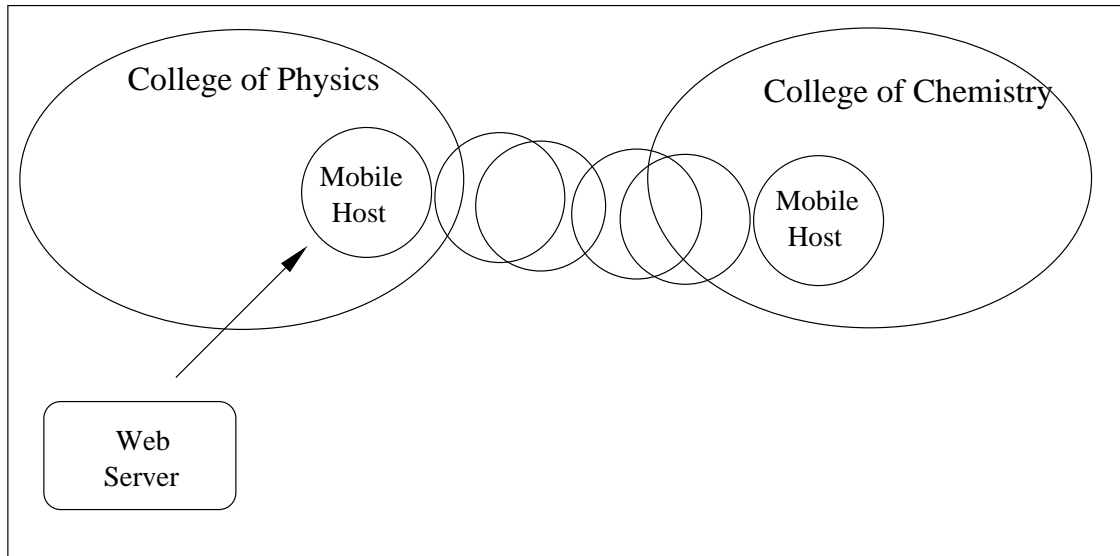 College of Physics
College of Chemistry
Mobile
Host
Mobile
Host
Web
Server